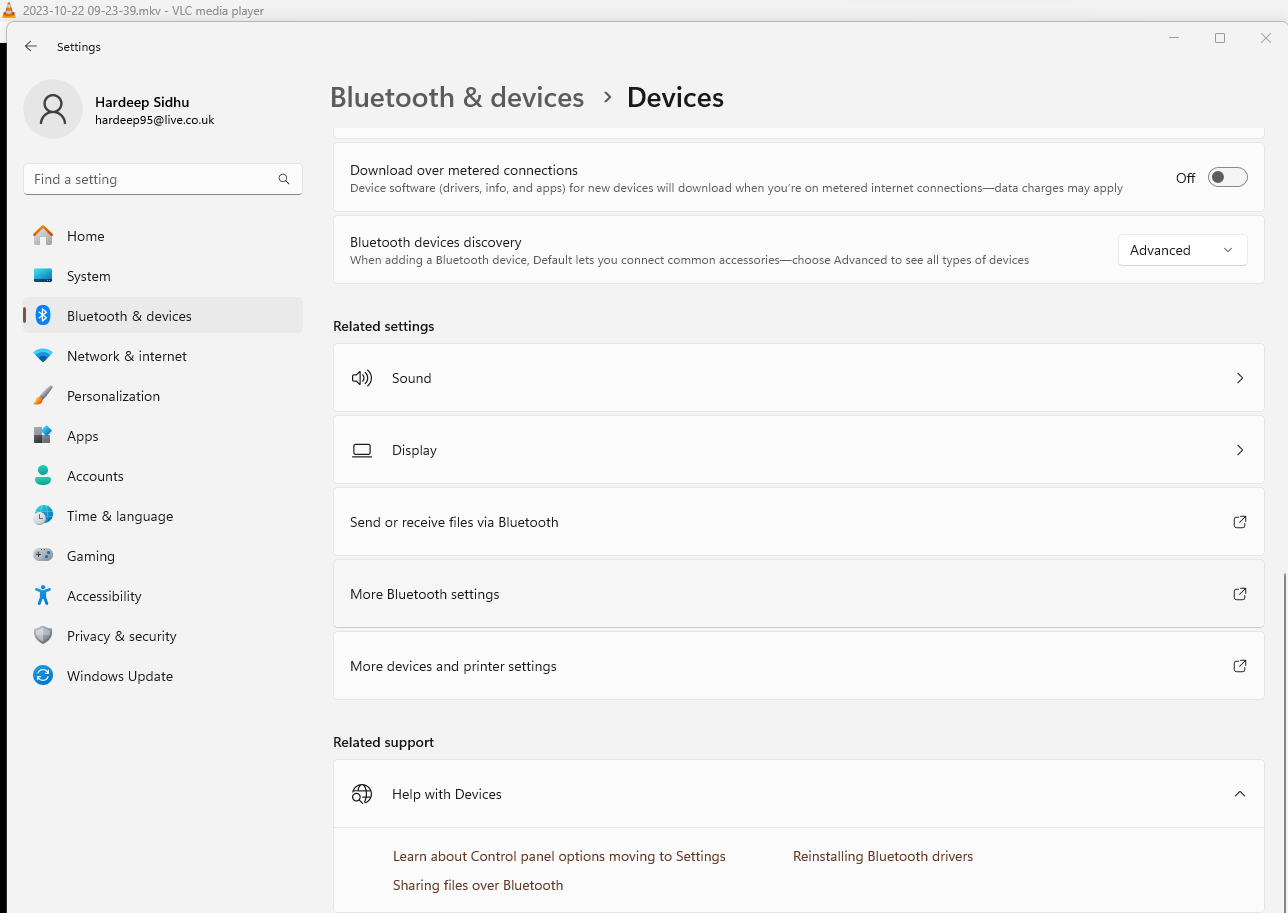 2023-10-22 09-23-39.mkv - VLC media player
Settings
Hardeep Sidhu
hardeep95@live.co.uk
Find a setting
Home
System
Bluetooth & devices
Network & internet
Personalization
Apps
Accounts
Time & language
Gaming
Accessibility
Privacy & security
Windows Update
Bluetooth & devices > Devices
Download over metered connections
Device software (drivers, info, and apps) for new devices will download when you're on metered internet connections—data charges may apply
Off
Bluetooth devices discovery
When adding a Bluetooth device, Default lets you connect common accessories—choose Advanced to see all types of devices
Advanced
Related settings
Sound
Display
Send or receive files via Bluetooth
More Bluetooth settings
More devices and printer settings
Related support
Help with Devices
Learn about Control panel options moving to Settings
Reinstalling Bluetooth drivers
Sharing files over Bluetooth